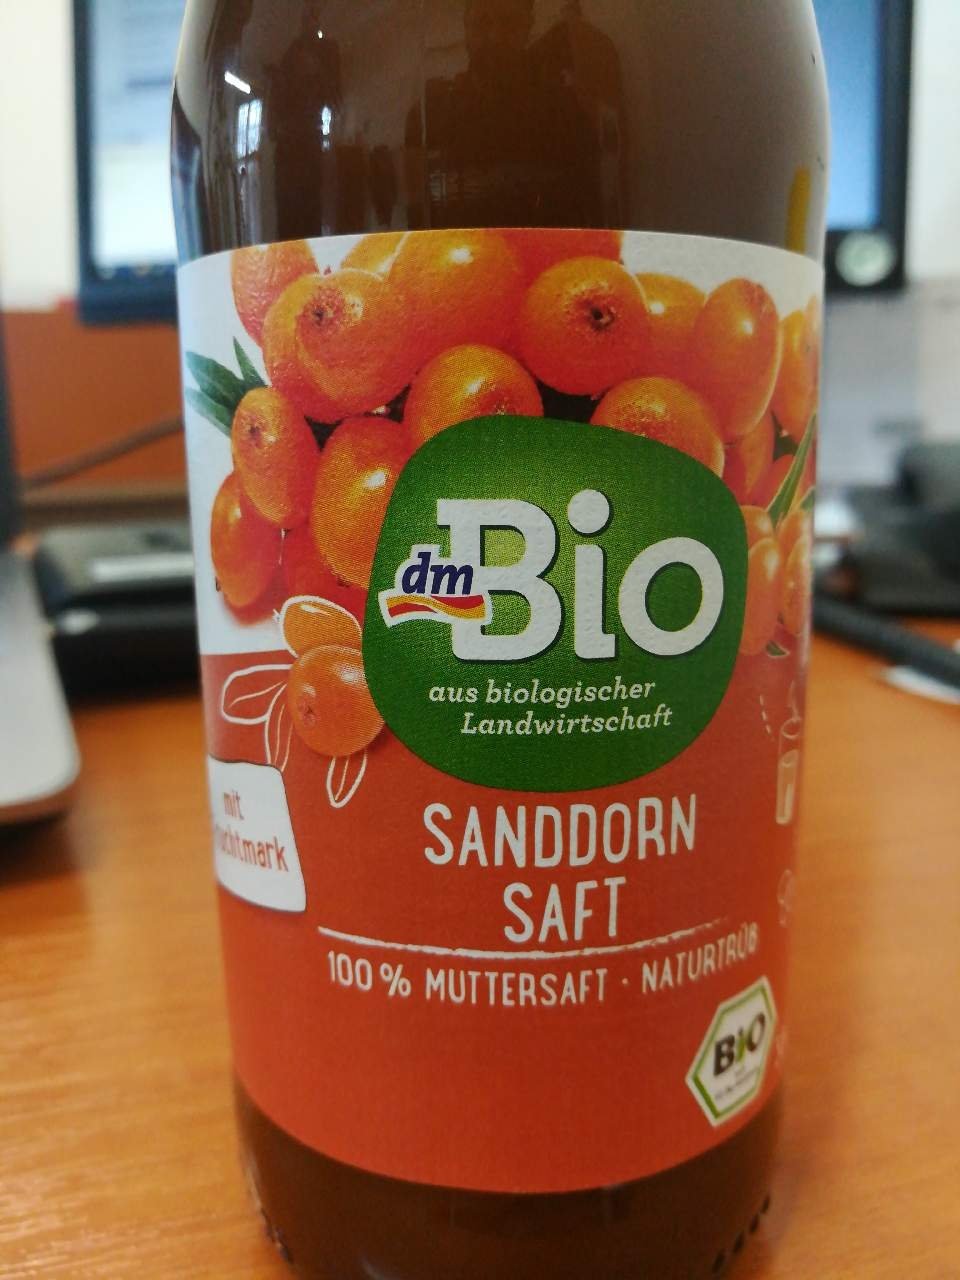 dm
Bio
aus biologischer
Landwirtschaft
mit
SANDDORN
SAFT
100 % MUTTERSAFT · NATURTRÜB
BIO